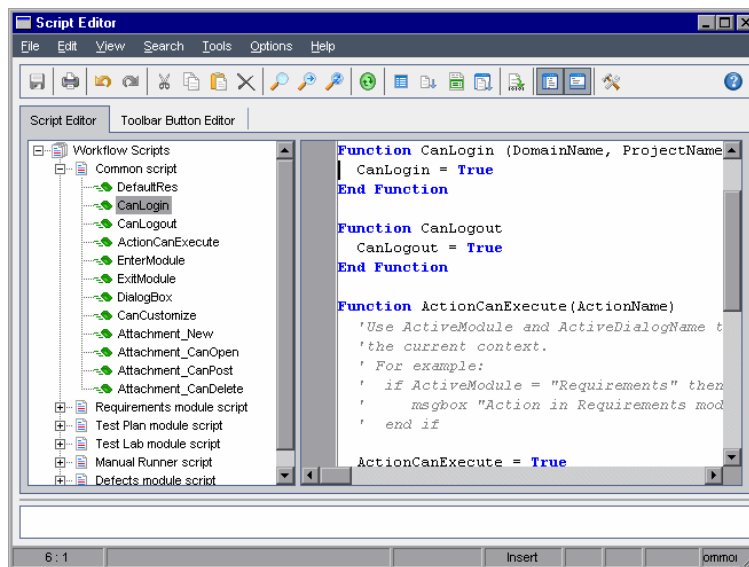 Script Editor
File Edit View Search Tools Options Help
Script Editor Toolbar Button Editor
Workflow Scripts
Common script
DefaultRes
CanLogin
CanLogout
ActionCanExecute
EnterModule
ExitModule
DialogBox
CanCustomize
Attachment_New
Attachment_CanOpen
Attachment_CanPost
Attachment_CanDelete
Requirements module script
Test Plan module script
Test Lab module script
Manual Runner script
Defects module script
Function CanLogin (DomainName, ProjectName
CanLogin = True
End Function
Function CanLogout
CanLogout = True
End Function
Function ActionCanExecute(ActionName)
'Use ActiveModule and ActiveDialogName t
'the current context.
' For example:
' if ActiveModule = "Requirements" then
' msgbox "Action in Requirements mod
' end if
ActionCanExecute = True
6 : 1 Insert ommo